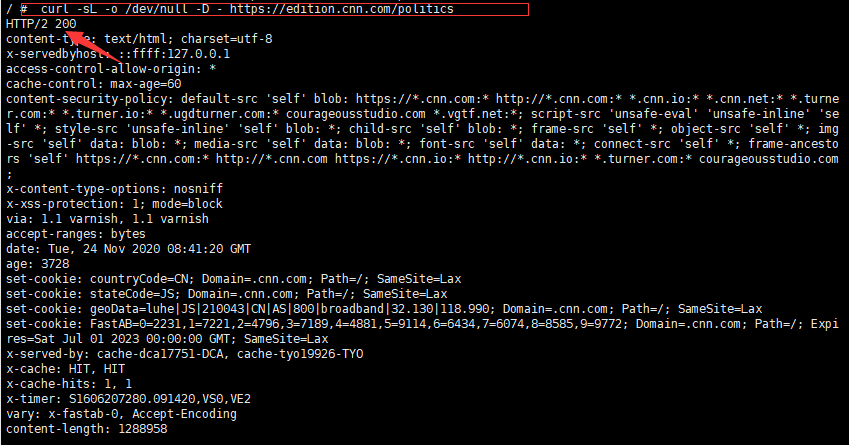 / #  curl -sL -o /dev/null -D - https://edition.cnn.com/politics
HTTP/2 200
content-type: text/html; charset=utf-8
x-servedbyhost: ::ffff:127.0.0.1
access-control-allow-origin: *
cache-control: max-age=60
content-security-policy: default-src 'self' blob: https://*.cnn.com:* http://*.cnn.com:* *.cnn.io:* *.cnn.net:* *.turne
r.com:* *.turner.io:* *.ugdturner.com:* courageousstudio.com *.vgtf.net:*; script-src 'unsafe-eval' 'unsafe-inline' 'se
lf' *; style-src 'unsafe-inline' 'self' blob: *; child-src 'self' blob: *; frame-src 'self' *; object-src 'self' *; img
-src 'self' data: blob: *; media-src 'self' data: blob: *; font-src 'self' data: *; connect-src 'self' *; frame-ancesto
rs 'self' https://*.cnn.com:* http://*.cnn.com https://*.cnn.io:* http://*.cnn.io:* *.turner.com:* courageousstudio.com
;
x-content-type-options: nosniff
x-xss-protection: 1; mode=block
via: 1.1 varnish, 1.1 varnish
accept-ranges: bytes
date: Tue, 24 Nov 2020 08:41:20 GMT
age: 3728
set-cookie: countryCode=CN; Domain=.cnn.com; Path=/; SameSite=Lax
set-cookie: stateCode=JS; Domain=.cnn.com; Path=/; SameSite=Lax
set-cookie: geoData=luhe|JS|210043|CN|AS|800|broadband|32.130|118.990; Domain=.cnn.com; Path=/; SameSite=Lax
set-cookie: FastAB=0=2231,1=7221,2=4796,3=7189,4=4881,5=9114,6=6434,7=6074,8=8585,9=9772; Domain=.cnn.com; Path=/; Expi
res=Sat Jul 01 2023 00:00:00 GMT; SameSite=Lax
x-served-by: cache-dca17751-DCA, cache-tyo19926-TYO
x-cache: HIT, HIT
x-cache-hits: 1, 1
x-timer: S1606207280.091420,VS0,VE2
vary: x-fastab-0, Accept-Encoding
content-length: 1288958